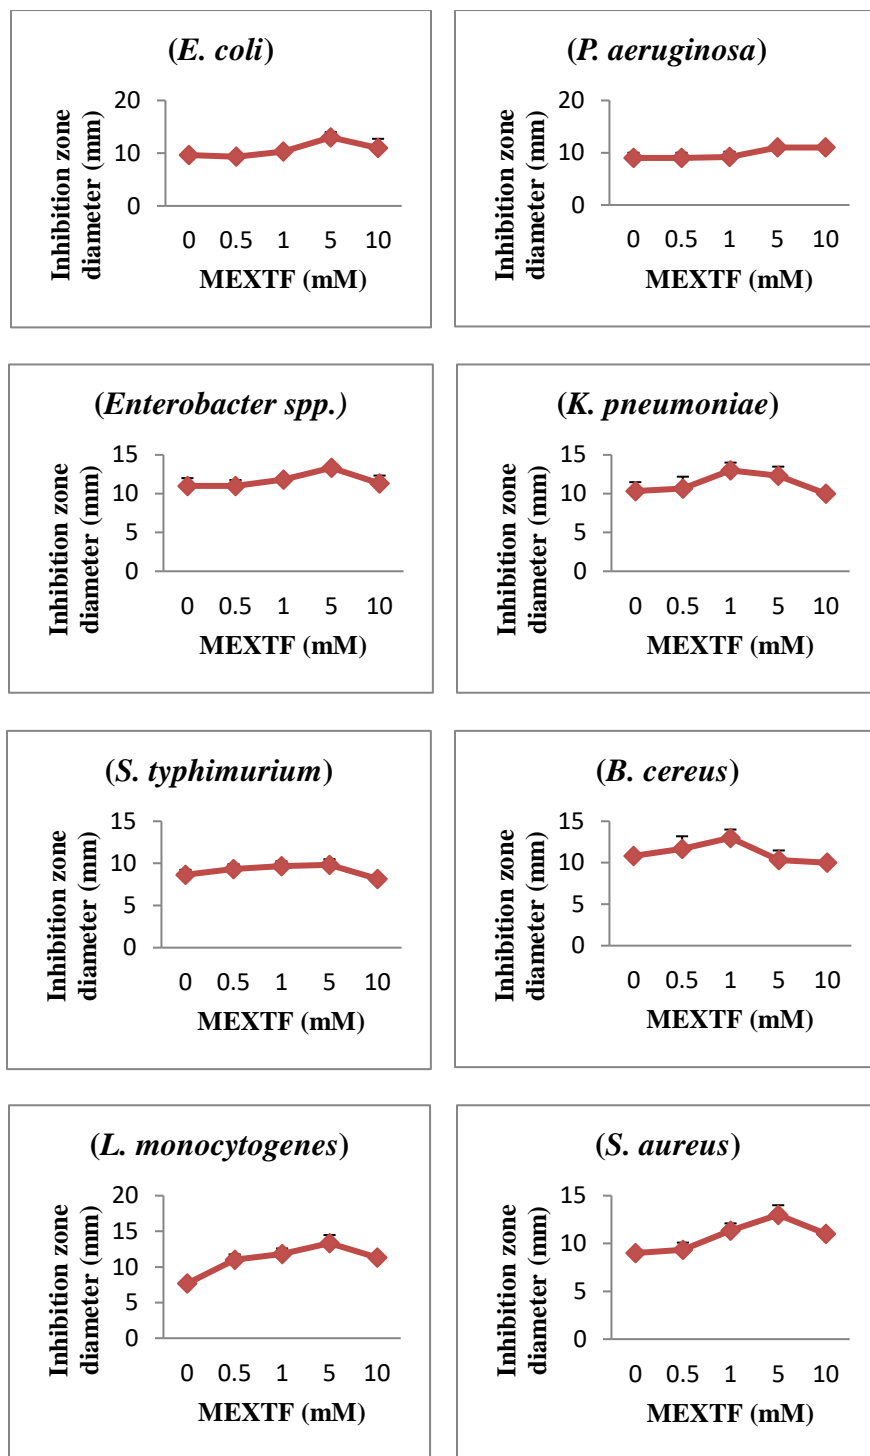 (E. coli)
Inhibition zone
diameter (mm)
20
10
0
0 0.5 1 5 10
MEXTF (mM)
(P. aeruginosa)
Inhibition zone
diameter (mm)
20
10
0
0 0.5 1 5 10
MEXTF (mM)
(Enterobacter spp.)
Inhibition zone
diameter (mm)
15
10
5
0
0 0.5 1 5 10
MEXTF (mM)
(K. pneumoniae)
Inhibition zone
diameter (mm)
15
10
5
0
0 0.5 1 5 10
MEXTF (mM)
(S. typhimurium)
Inhibition zone
diameter (mm)
15
10
5
0
0 0.5 1 5 10
MEXTF (mM)
(B. cereus)
Inhibition zone
diameter (mm)
15
10
5
0
0 0.5 1 5 10
MEXTF (mM)
(L. monocytogenes)
Inhibition zone
diameter (mm)
20
15
10
5
0
0 0.5 1 5 10
MEXTF (mM)
(S. aureus)
Inhibition zone
diameter (mm)
15
10
5
0
0 0.5 1 5 10
MEXTF (mM)